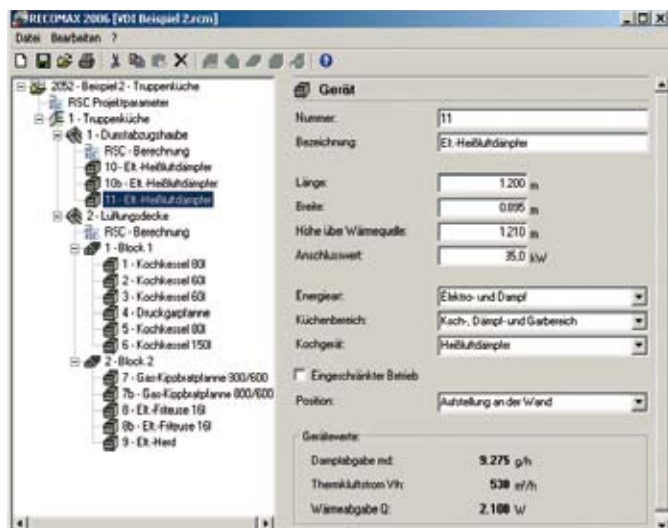 RECOMAX 2006 [VDI Beispiel 2.rcm]
Datei Bearbeiten ?
2052 - Beispiel 2 - Truppenküche
RSC Projektparameter
1 - Truppenküche
1 - Dunstabzugshaube
RSC - Berechnung
10 - Elt.-Heißluftdämpfer
10b - Elt.-Heißluftdämpfer
11 - Elt.-Heißluftdämpfer
2 - Lüftungsdecke
RSC - Berechnung
1 - Block 1
1 - Kochkessel 80l
2 - Kochkessel 60l
3 - Kochkessel 60l
4 - Druckgarpfanne
5 - Kochkessel 80l
6 - Kochkessel 150l
2 - Block 2
7 - Gas-Kippbratpfanne 300/600
7b - Gas-Kippbratpfanne 800/600
8 - Elt.-Friteuse 16l
8b - Elt.-Friteuse 16l
9 - Elt.-Herd
Gerät
Nummer: 11
Bezeichnung: Elt.-Heißluftdämpfer
Länge: 1.200 m
Breite: 0.895 m
Höhe über Wärmequelle: 1.210 m
Anschlusswert: 35.0 kW
Energieart: Elektro- und Dampf
Küchenbereich: Koch-, Dämpf- und Garbereich
Kochgerät: Heißluftdämpfer
Eingeschränkter Betrieb
Position: Aufstellung an der Wand
Gerätewerte:
Dampfabgabe md: 9.275 g/h
Thermikluftstrom Vth: 530 m³/h
Wärmeabgabe Q: 2.100 W